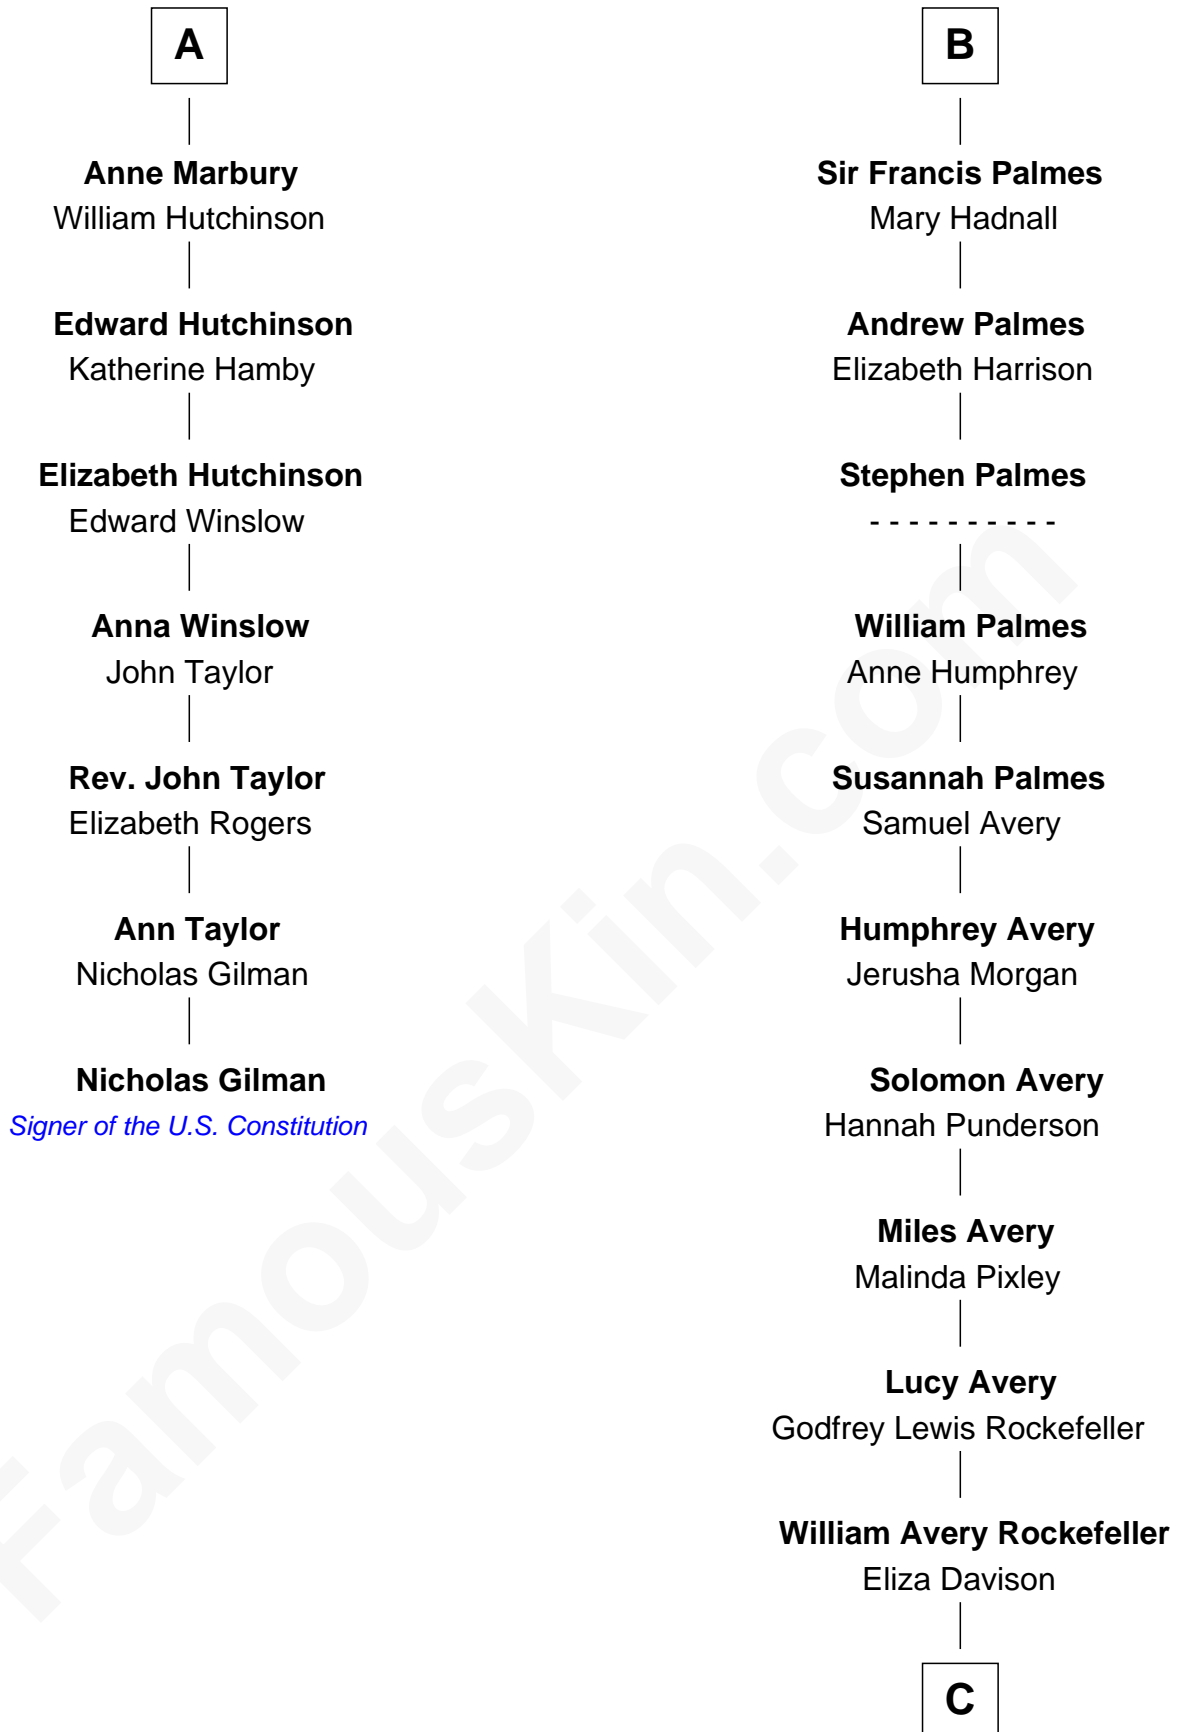 A
Anne Marbury
William Hutchinson
Edward Hutchinson
Katherine Hamby
Elizabeth Hutchinson
Edward Winslow
Anna Winslow
John Taylor
Rev. John Taylor
Elizabeth Rogers
Ann Taylor
Nicholas Gilman
Nicholas Gilman
Signer of the U.S. Constitution
B
Sir Francis Palmes
Mary Hadnall
Andrew Palmes
Elizabeth Harrison
Stephen Palmes
- - - - - - - - - -
William Palmes
Anne Humphrey
Susannah Palmes
Samuel Avery
Humphrey Avery
Jerusha Morgan
Solomon Avery
Hannah Punderson
Miles Avery
Malinda Pixley
Lucy Avery
Godfrey Lewis Rockefeller
William Avery Rockefeller
Eliza Davison
C
FamousKin.com